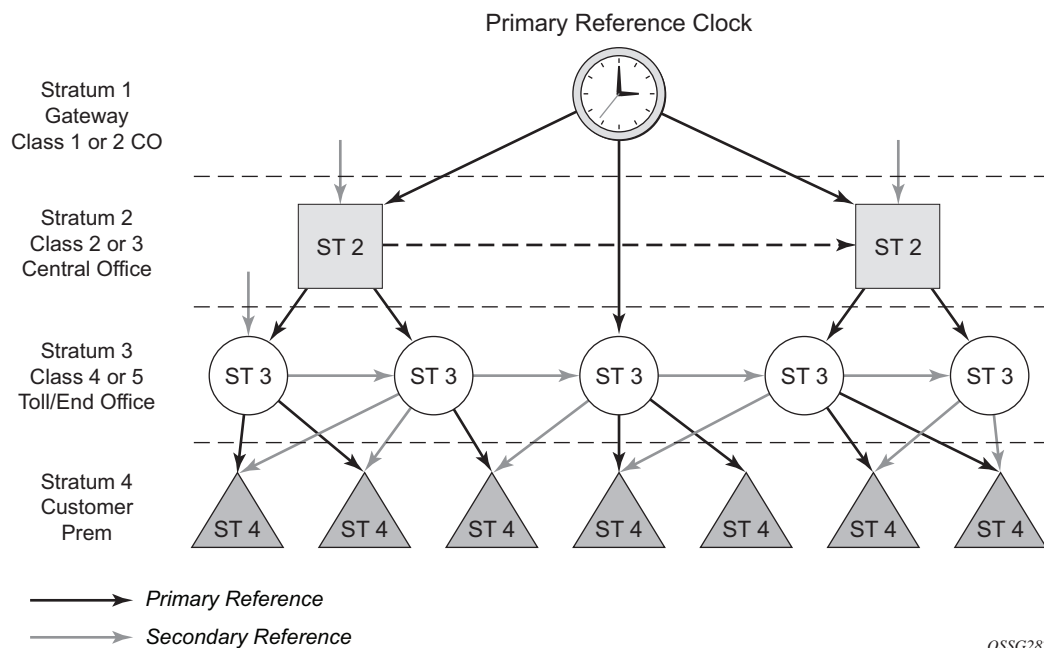 Primary Reference Clock
Stratum 1
Gateway
Class 1 or 2 CO
Stratum 2
Class 2 or 3
Central Office
ST 2
ST 2
Stratum 3
Class 4 or 5
Toll/End Office
ST 3
ST 3
ST 3
ST 3
ST 3
Stratum 4
Customer
Prem
ST 4
ST 4
ST 4
ST 4
ST 4
ST 4
ST 4
Primary Reference
Secondary Reference